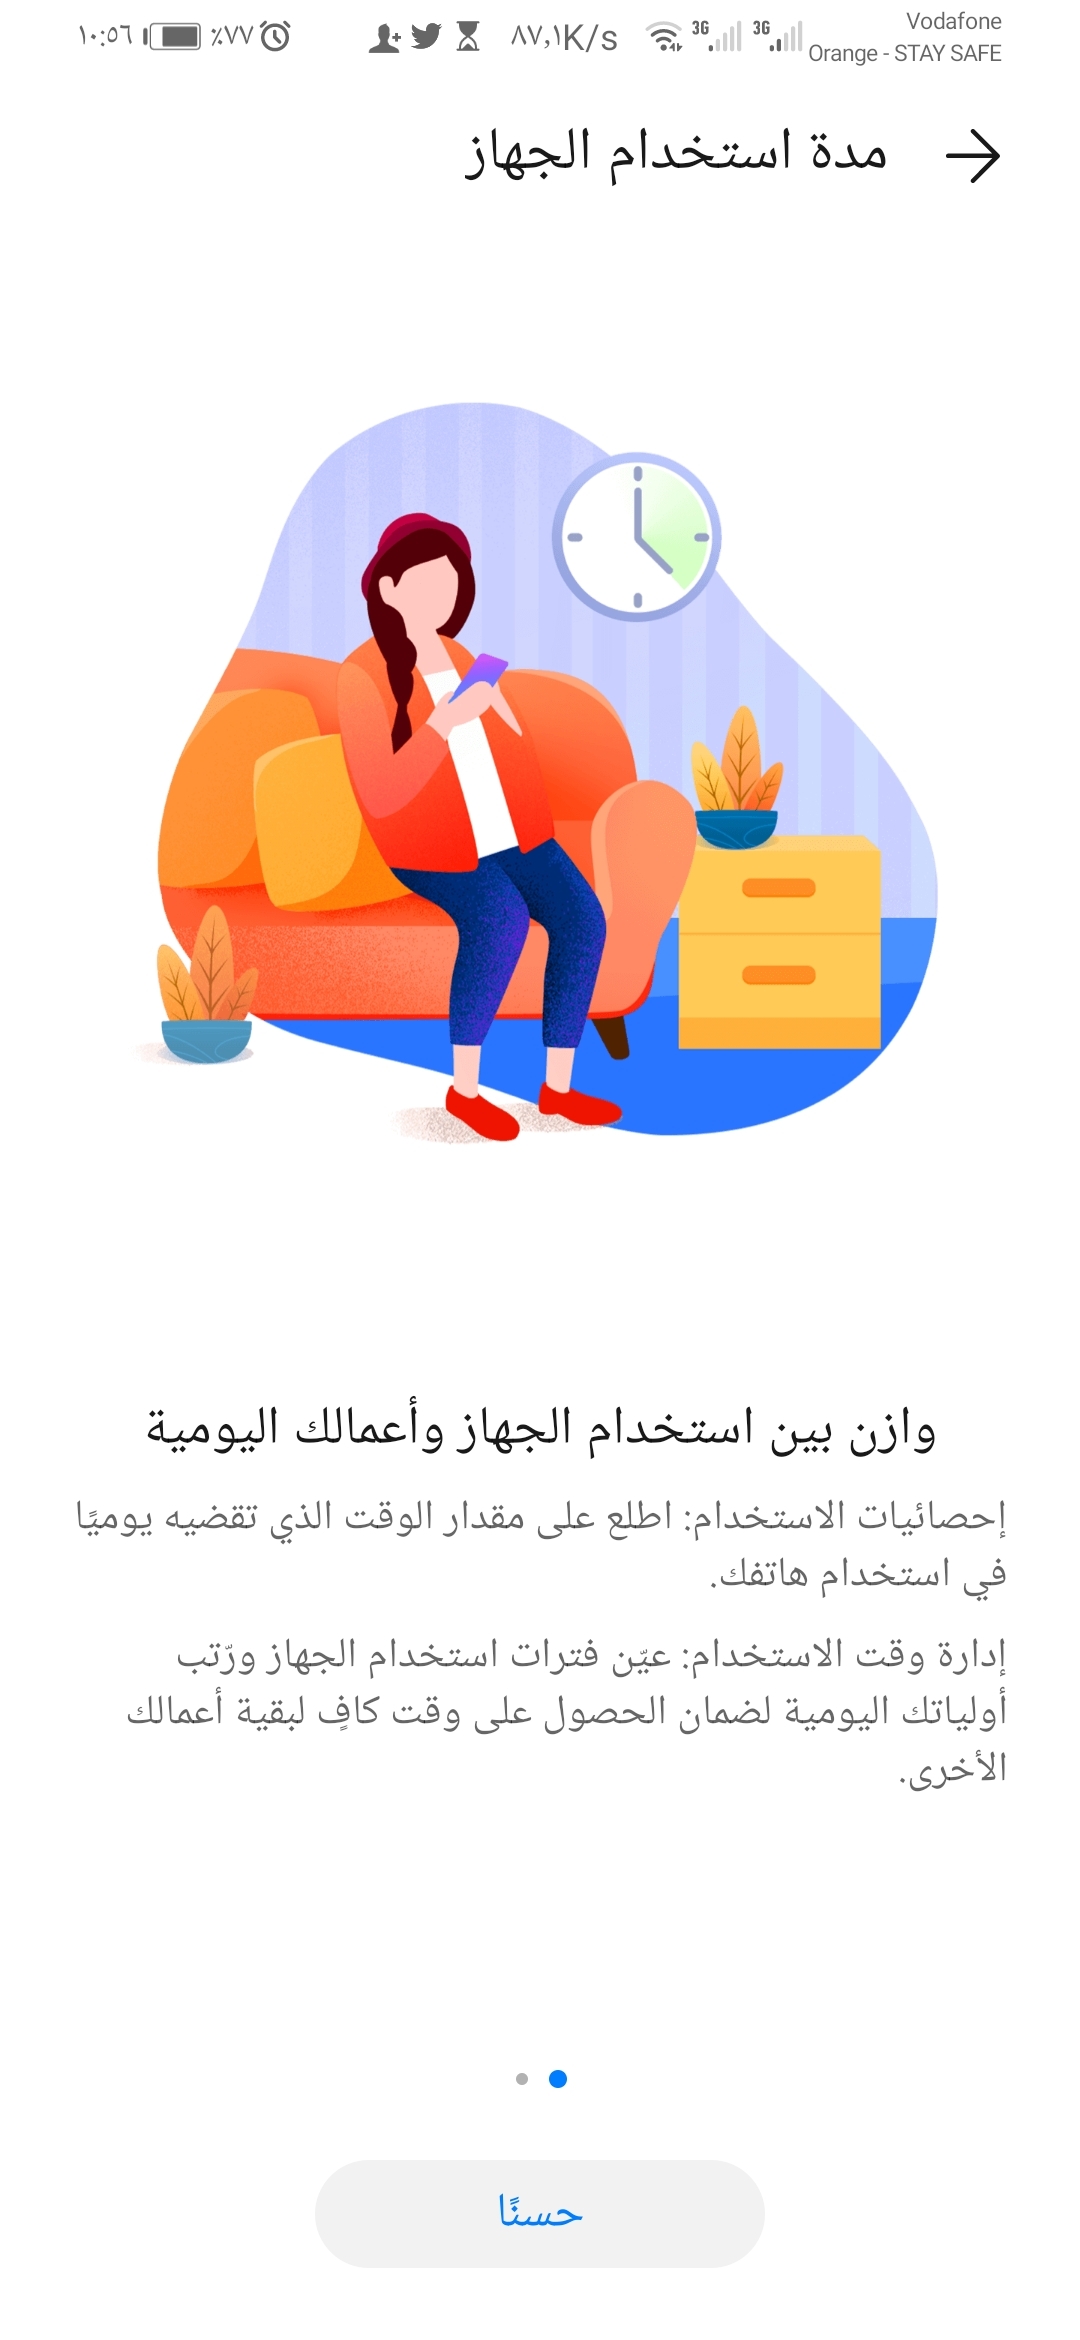 ١٠:٥٦ ٪٧٧ ٨٧,١K/s 3G 3G Vodafone
Orange - STAY SAFE
مدة استخدام الجهاز
وازن بين استخدام الجهاز وأعمالك اليومية
إحصائيات الاستخدام: اطلع على مقدار الوقت الذي تقضيه يوميًا
في استخدام هاتفك.
إدارة وقت الاستخدام: عيّن فترات استخدام الجهاز ورّتب
أولياتك اليومية لضمان الحصول على وقت كافٍ لبقية أعمالك
الأخرى.
حسنًا